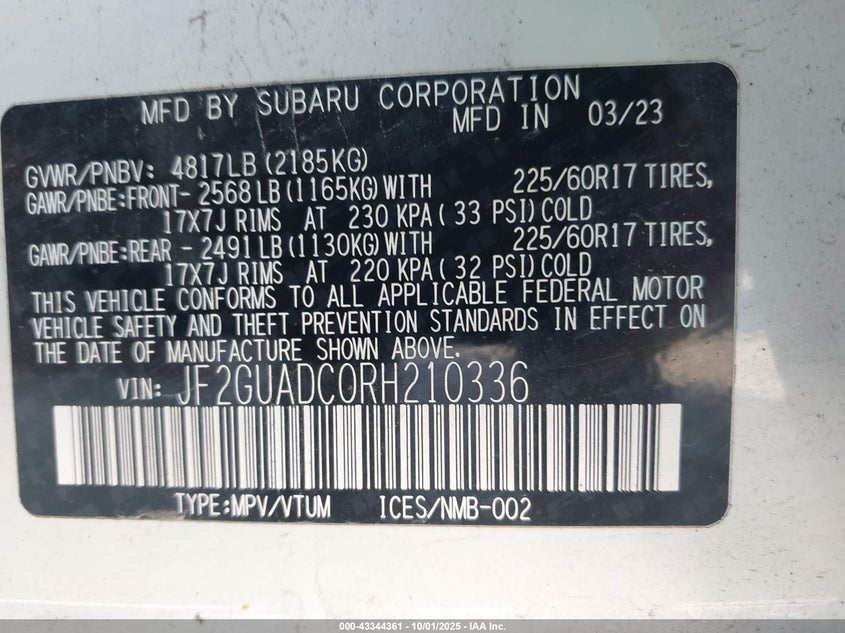 MFD BY SUBARU CORPORATION
MFD IN 03/23
GVWR/PNBV: 4817LB (2185KG)
GAWR/PNBE:FRONT- 2568 LB (1165KG) WITH 225/60R17 TIRES,
17X7J RIMS AT 230 KPA ( 33 PSI) COLD
GAWR/PNBE:REAR - 2491 LB (1130KG) WITH 225/60R17 TIRES,
17X7J RIMS AT 220 KPA ( 32 PSI) COLD
THIS VEHICLE CONFORMS TO ALL APPLICABLE FEDERAL MOTOR
VEHICLE SAFETY AND THEFT PREVENTION STANDARDS IN EFFECT ON
THE DATE OF MANUFACTURE SHOWN ABOVE.
VIN: JF2GUADC0RH210336
TYPE:MPV/VTUM ICES/NMB-002
000-43344361 - 10/01/2025 - IAA Inc.